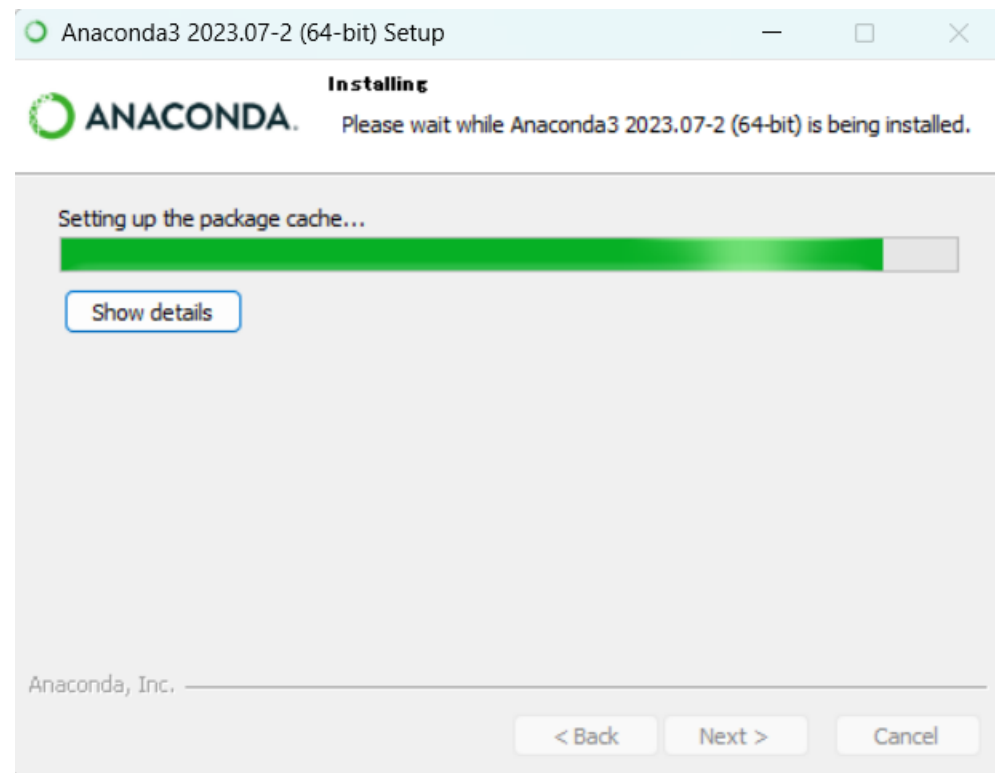 Anaconda3 2023.07-2 (64-bit) Setup
ANACONDA.
Installing
Please wait while Anaconda3 2023.07-2 (64-bit) is being installed.
Setting up the package cache...
Show details
Anaconda, Inc.
< Back
Next >
Cancel